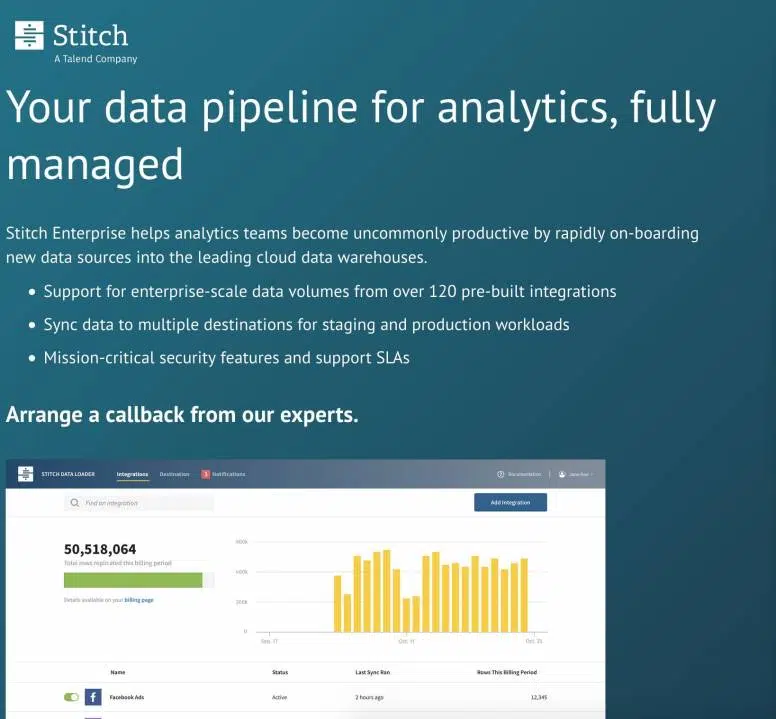 Stitch
A Talend Company
Your data pipeline for analytics, fully
managed
Stitch Enterprise helps analytics teams become uncommonly productive by rapidly on-boarding
new data sources into the leading cloud data warehouses.
• Support for enterprise-scale data volumes from over 120 pre-built integrations
• Sync data to multiple destinations for staging and production workloads
• Mission-critical security features and support SLAs
Arrange a callback from our experts.
STITCH DATA LOADER Integrations Destination 3 Notifications Documentation | Jane Roe
Find an integration Add Integration
50,518,064
Total rows replicated this billing period
Details available on your billing page
600k
400k
200k
0
Sep. 17 Oct. 11 Oct. 25
Name Status Last Sync Ran Rows This Billing Period
Facebook Ads Active 2 hours ago 12,345